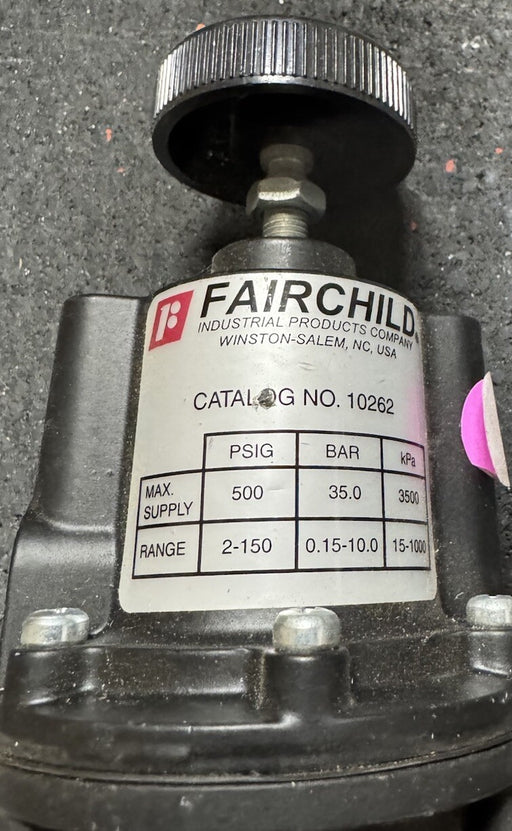 FAIRCHILD®
INDUSTRIAL PRODUCTS COMPANY
WINSTON-SALEM, NC, USA
CATALOG NO. 10262
PSIG BAR kPa
MAX. SUPPLY 500 35.0 3500
RANGE 2-150 0.15-10.0 15-1000